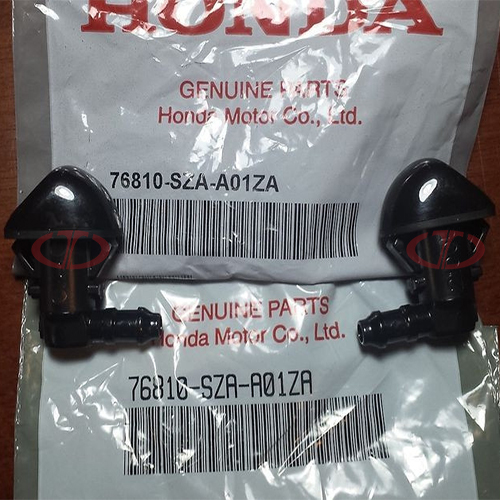 HONDA
GENUINE PARTS
Honda Motor Co., Ltd.
76810-SZA-A01ZA
GENUINE PARTS
Honda Motor Co., Ltd.
76810-SZA-A01ZA